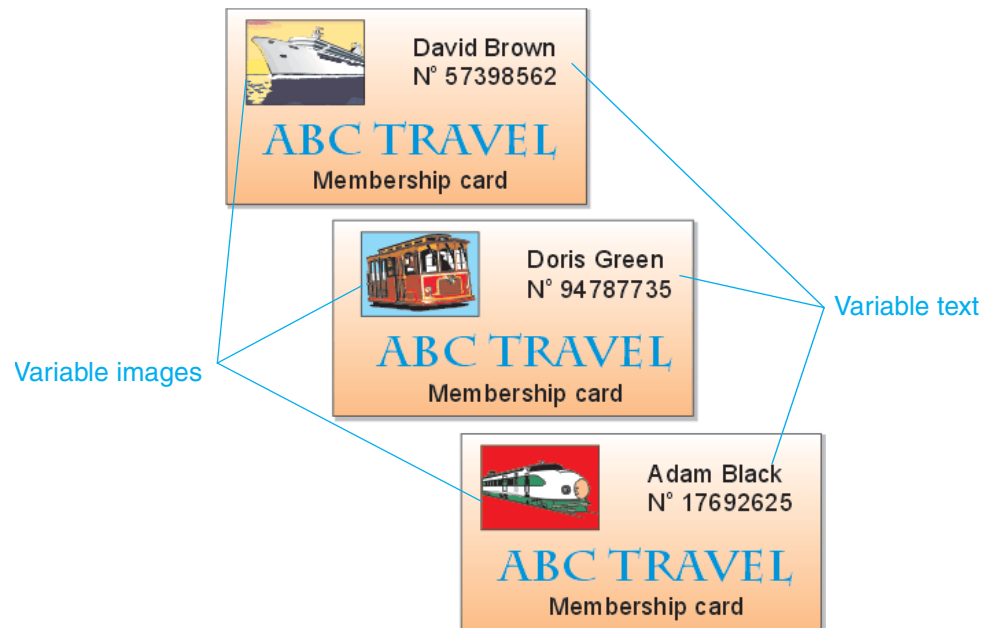 David Brown
N° 57398562
ABC TRAVEL
Membership card
Doris Green
N° 94787735
ABC TRAVEL
Membership card
Variable text
Variable images
Adam Black
N° 17692625
ABC TRAVEL
Membership card